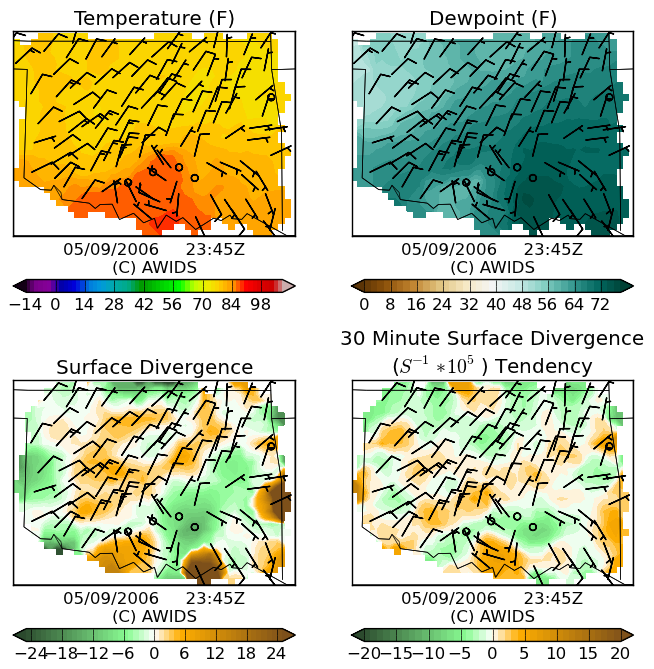 Temperature (F)
Dewpoint (F)
05/09/2006 23:45Z
(C) AWIDS
05/09/2006 23:45Z
(C) AWIDS
−14 0 14 28 42 56 70 84 98
0 8 16 24 32 40 48 56 64 72
Surface Divergence
30 Minute Surface Divergence
(S⁻¹ *10⁵ ) Tendency
05/09/2006 23:45Z
(C) AWIDS
05/09/2006 23:45Z
(C) AWIDS
−24 −18 −12 −6 0 6 12 18 24
−20 −15 −10 −5 0 5 10 15 20